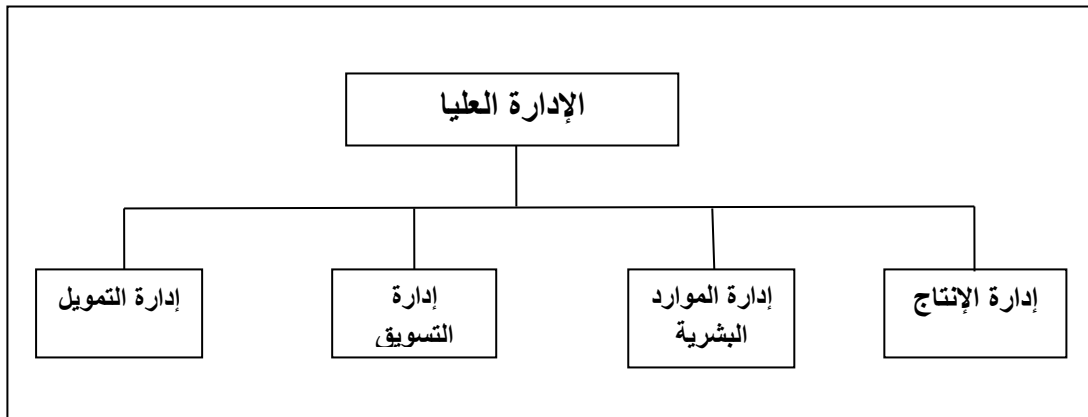 الإدارة العليا
إدارة الإنتاج
إدارة الموارد
البشرية
إدارة
التسويق
إدارة التمويل